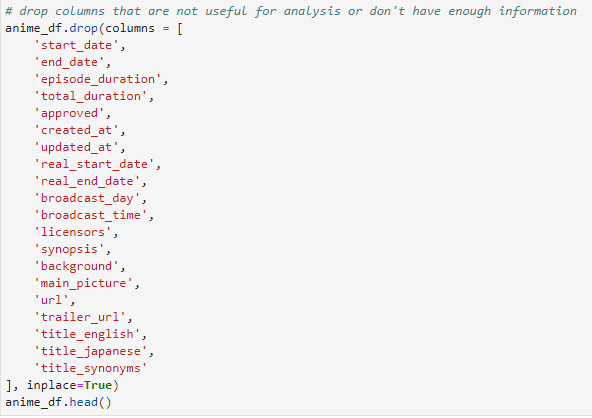 # drop columns that are not useful for analysis or don't have enough information
anime_df.drop(columns = [
    'start_date',
    'end_date',
    'episode_duration',
    'total_duration',
    'approved',
    'created_at',
    'updated_at',
    'real_start_date',
    'real_end_date',
    'broadcast_day',
    'broadcast_time',
    'licensors',
    'synopsis',
    'background',
    'main_picture',
    'url',
    'trailer_url',
    'title_english',
    'title_japanese',
    'title_synonyms'
], inplace=True)
anime_df.head()